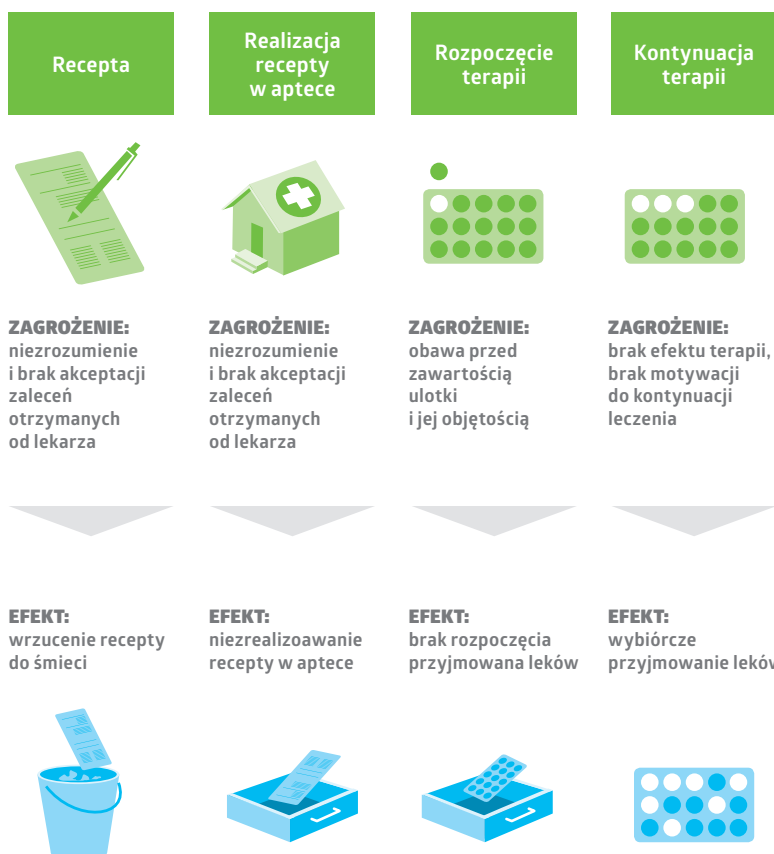 Recepta
Realizacja
recepty
w aptece
Rozpoczęcie
terapii
Kontynuacja
terapii
ZAGROŻENIE:
niezrozumienie
i brak akceptacji
zaleceń
otrzymanych
od lekarza
ZAGROŻENIE:
niezrozumienie
i brak akceptacji
zaleceń
otrzymanych
od lekarza
ZAGROŻENIE:
obawa przed
zawartością
ulotki
i jej objętością
ZAGROŻENIE:
brak efektu terapii,
brak motywacji
do kontynuacji
leczenia
EFEKT:
wrzucenie recepty
do śmieci
EFEKT:
niezrealizoawanie
recepty w aptece
EFEKT:
brak rozpoczęcia
przyjmowana leków
EFEKT:
wybiórcze
przyjmowanie leków